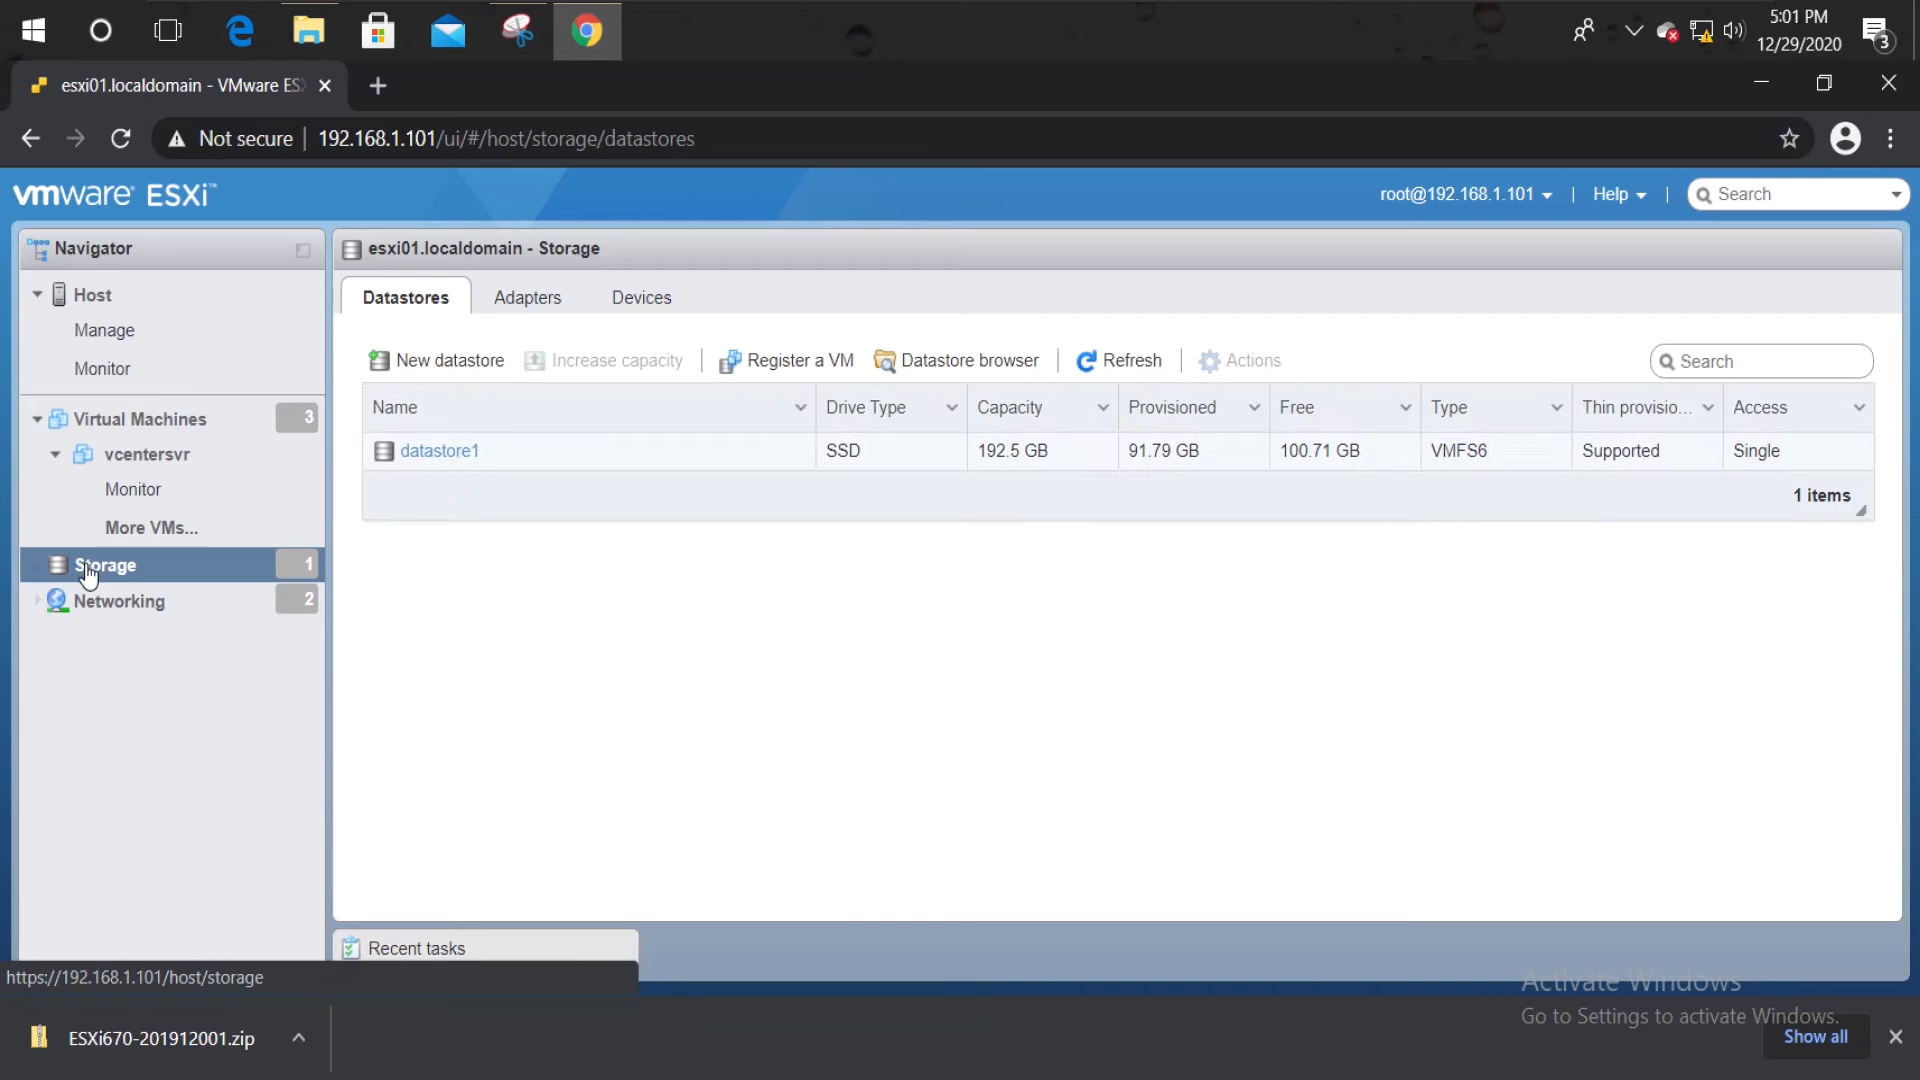 5:01 PM
12/29/2020
3
esxi01.localdomain - VMware ES
Not secure 192.168.1.101/ui/#/host/storage/datastores
vmware ESXi™
root@192.168.1.101 Help Search
Navigator
Host
Manage
Monitor
Virtual Machines 3
vcentersvr
Monitor
More VMs...
Storage 1
Networking 2
esxi01.localdomain - Storage
Datastores Adapters Devices
New datastore Increase capacity Register a VM Datastore browser Refresh Actions Search
Name Drive Type Capacity Provisioned Free Type Thin provisio... Access
datastore1 SSD 192.5 GB 91.79 GB 100.71 GB VMFS6 Supported Single
1 items
Recent tasks
https://192.168.1.101/host/storage
Activate Windows
Go to Settings to activate Windows.
ESXi670-201912001.zip
Show all